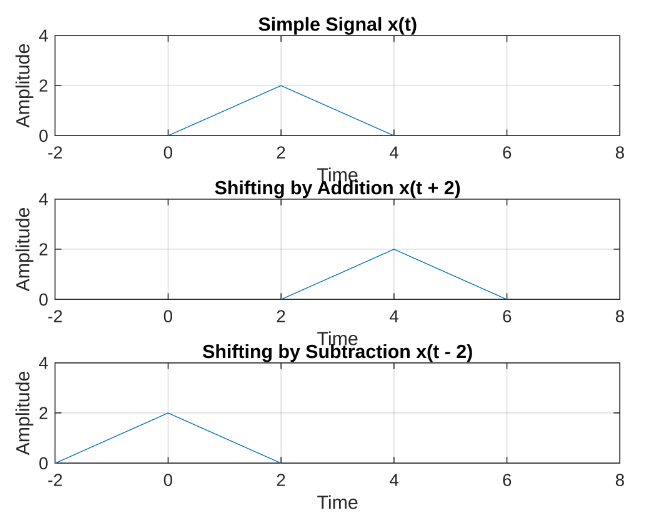 Simple Signal x(t)
4
2
0
Amplitude
-2 0 2 4 6 8
Time
Shifting by Addition x(t + 2)
4
2
0
Amplitude
-2 0 2 4 6 8
Time
Shifting by Subtraction x(t - 2)
4
2
0
Amplitude
-2 0 2 4 6 8
Time